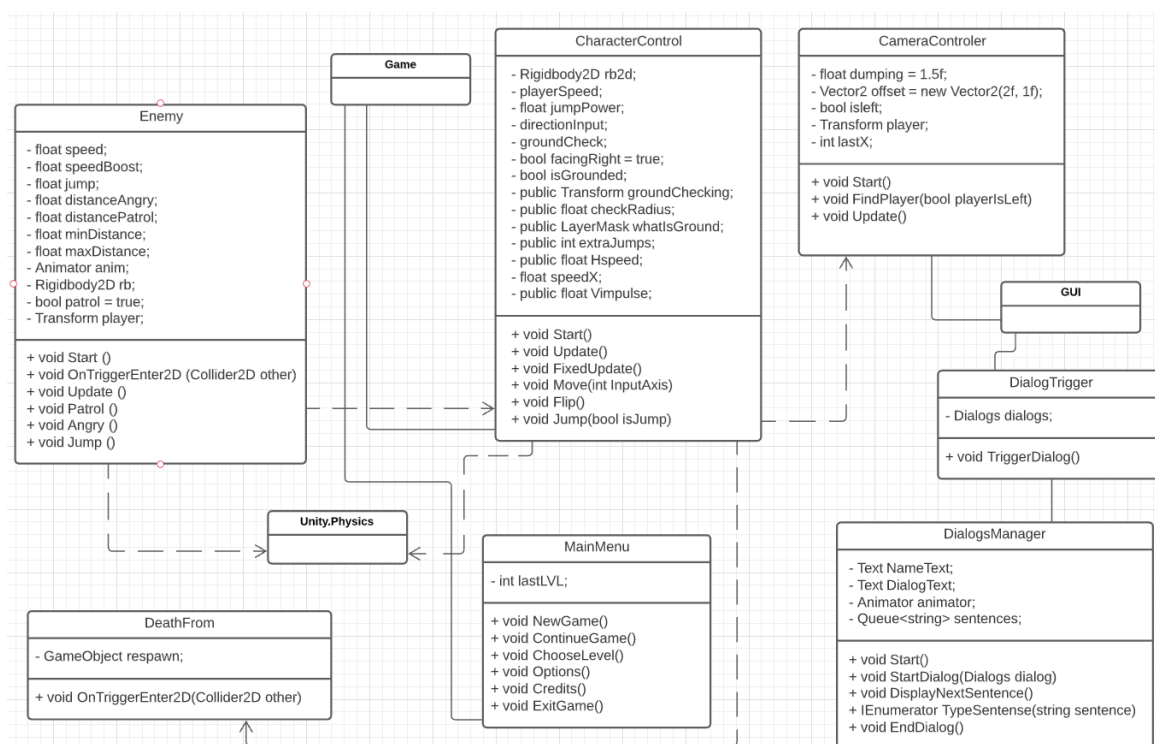 Game
Enemy
- float speed;
- float speedBoost;
- float jump;
- float distanceAngry;
- float distancePatrol;
- float minDistance;
- float maxDistance;
- Animator anim;
- Rigidbody2D rb;
- bool patrol = true;
- Transform player;
+ void Start ()
+ void OnTriggerEnter2D (Collider2D other)
+ void Update ()
+ void Patrol ()
+ void Angry ()
+ void Jump ()
CharacterControl
- Rigidbody2D rb2d;
- playerSpeed;
- float jumpPower;
- directionInput;
- groundCheck;
- bool facingRight = true;
- bool isGrounded;
- public Transform groundChecking;
- public float checkRadius;
- public LayerMask whatIsGround;
- public int extraJumps;
- public float Hspeed;
- float speedX;
- public float Vimpulse;
+ void Start()
+ void Update()
+ void FixedUpdate()
+ void Move(int InputAxis)
+ void Flip()
+ void Jump(bool isJump)
CameraControler
- float dumping = 1.5f;
- Vector2 offset = new Vector2(2f, 1f);
- bool isleft;
- Transform player;
- int lastX;
+ void Start()
+ void FindPlayer(bool playerIsLeft)
+ void Update()
GUI
DialogTrigger
- Dialogs dialogs;
+ void TriggerDialog()
Unity.Physics
MainMenu
- int lastLVL;
+ void NewGame()
+ void ContinueGame()
+ void ChooseLevel()
+ void Options()
+ void Credits()
+ void ExitGame()
DialogsManager
- Text NameText;
- Text DialogText;
- Animator animator;
- Queue<string> sentences;
+ void Start()
+ void StartDialog(Dialogs dialog)
+ void DisplayNextSentence()
+ IEnumerator TypeSentense(string sentence)
+ void EndDialog()
DeathFrom
- GameObject respawn;
+ void OnTriggerEnter2D(Collider2D other)